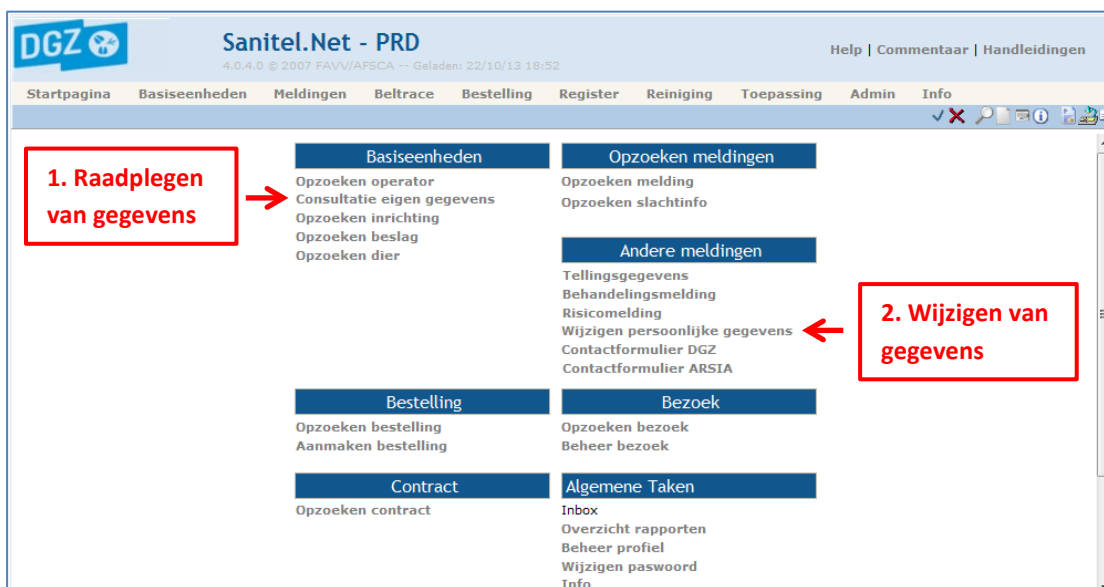 DGZ
Sanitel.Net - PRD
4.0.4.0 © 2007 FAVV/AFSCA -- Geladen: 22/10/13 18:52
Help | Commentaar | Handleidingen
Startpagina Basiseenheden Meldingen Beltrace Bestelling Register Reiniging Toepassing Admin Info
1. Raadplegen
van gegevens
Basiseenheden
Opzoeken operator
Consultatie eigen gegevens
Opzoeken inrichting
Opzoeken beslag
Opzoeken dier
Opzoeken meldingen
Opzoeken melding
Opzoeken slachtinfo
Andere meldingen
Tellingsgegevens
Behandelingsmelding
Risicomelding
Wijzigen persoonlijke gegevens
Contactformulier DGZ
Contactformulier ARSIA
2. Wijzigen van
gegevens
Bestelling
Opzoeken bestelling
Aanmaken bestelling
Bezoek
Opzoeken bezoek
Beheer bezoek
Contract
Opzoeken contract
Algemene Taken
Inbox
Overzicht rapporten
Beheer profiel
Wijzigen paswoord
Info